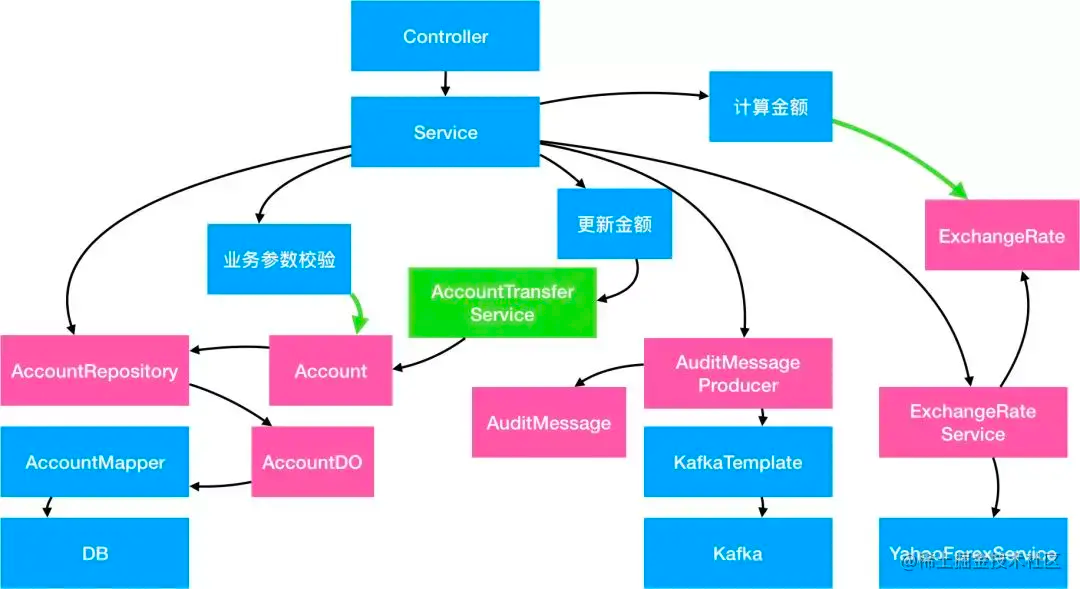 Controller
Service
计算金额
更新金额
ExchangeRate
业务参数校验
AccountTransfer
Service
AccountRepository
Account
AuditMessage
Producer
AuditMessage
ExchangeRate
Service
AccountMapper
AccountDO
KafkaTemplate
DB
Kafka
YahooForexService
@稀土掘金技术社区